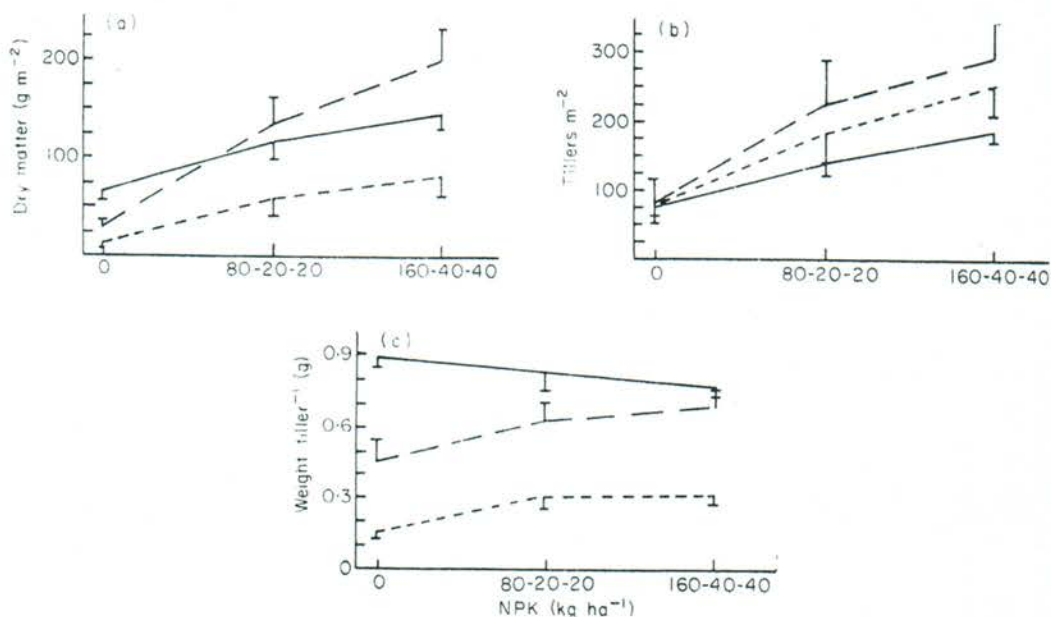 (a)
Dry matter (g m⁻²)
200
100
0
80-20-20
160-40-40
(b)
Tillers m⁻²
300
200
100
0
80-20-20
160-40-40
(c)
Weight tiller⁻¹ (g)
0·9
0·6
0·3
0
0
80-20-20
160-40-40
NPK (kg ha⁻¹)